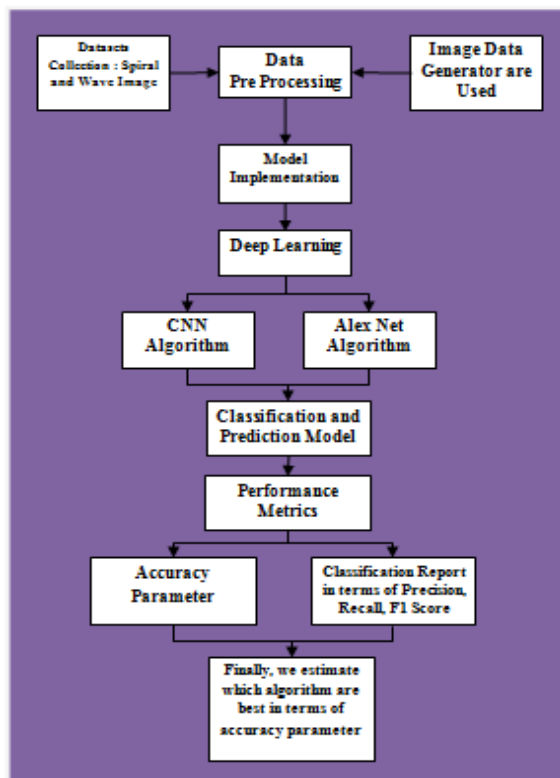 Datasets
Collection : Spiral
and Wave Image
Data
Pre Processing
Image Data
Generator are
Used
Model
Implementation
Deep Learning
CNN
Algorithm
Alex Net
Algorithm
Classification and
Prediction Model
Performance
Metrics
Accuracy
Parameter
Classification Report
in terms of Precision,
Recall, F1 Score
Finally, we estimate
which algorithm are
best in terms of
accuracy parameter